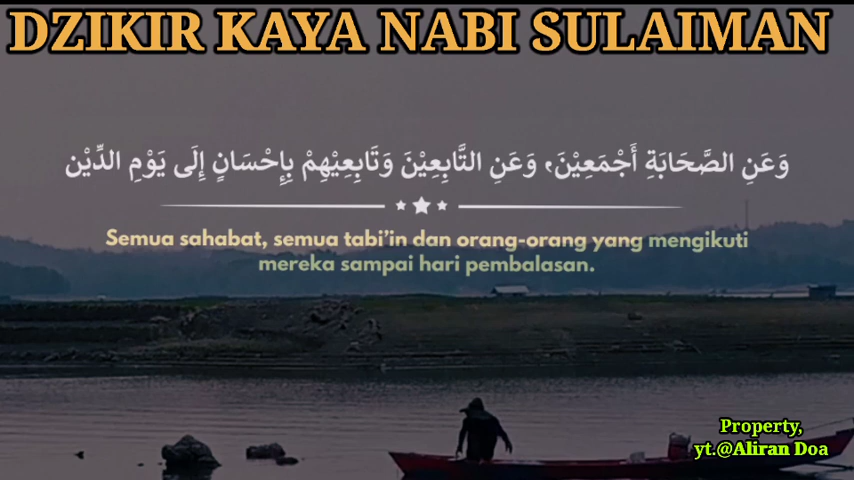 DZIKIR KAYA NABI SULAIMAN
وَعَنِ الصَّحَابَةِ أَجْمَعِيْنَ، وَعَنِ التَّابِعِيْنَ وَتَابِعِيْهِمْ بِإِحْسَانٍ إِلَى يَوْمِ الدِّيْن
Semua sahabat, semua tabi’in dan orang-orang yang mengikuti
mereka sampai hari pembalasan.
Property,
yt.@Aliran Doa